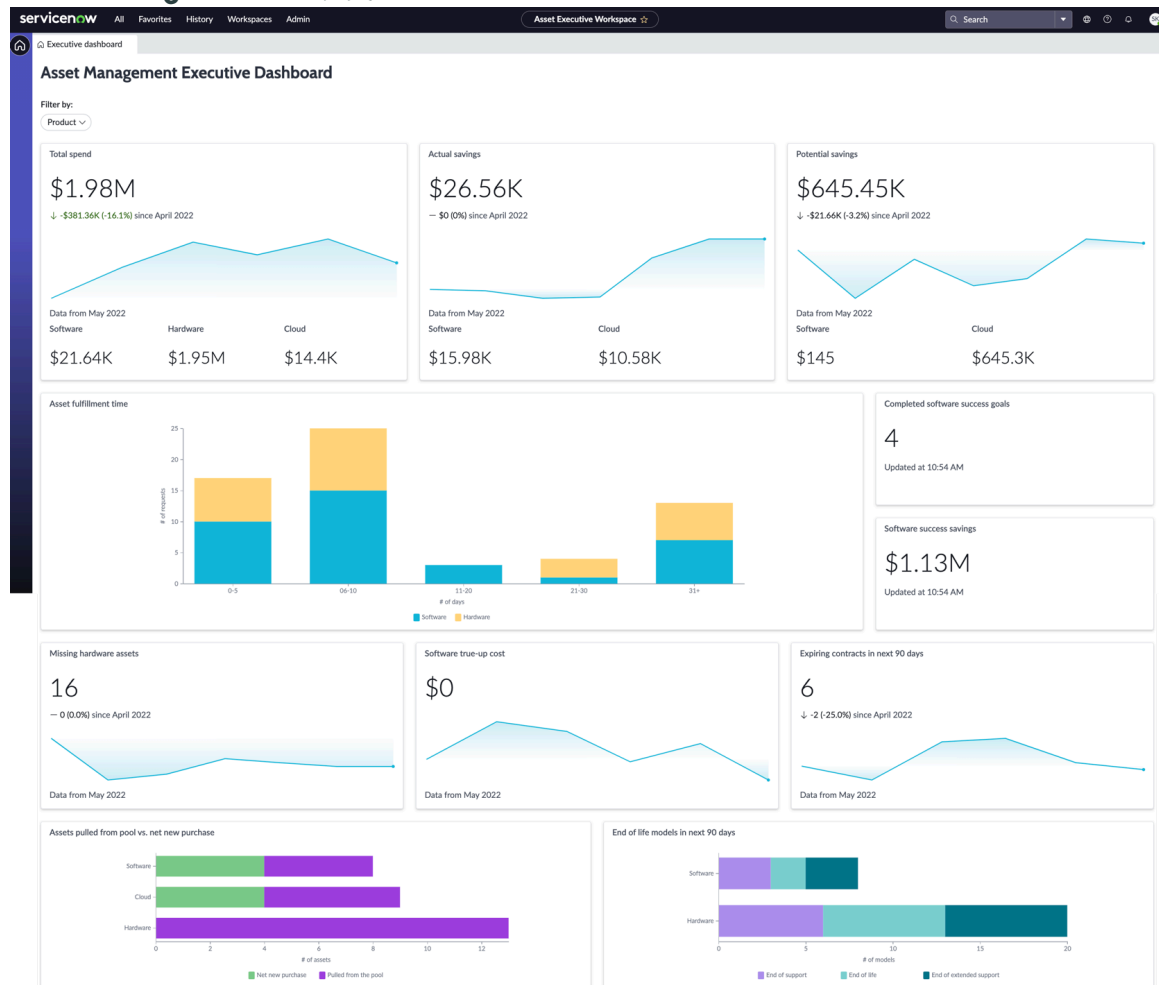 servicenow All Favorites History Workspaces Admin Asset Executive Workspace ☆ Search SK
Executive dashboard
Asset Management Executive Dashboard
Filter by:
Product
Total spend
$1.98M
↓ -$381.36K (-16.1%) since April 2022
Data from May 2022
Software Hardware Cloud
$21.64K $1.95M $14.4K
Actual savings
$26.56K
— $0 (0%) since April 2022
Data from May 2022
Software Cloud
$15.98K $10.58K
Potential savings
$645.45K
↓ -$21.66K (-3.2%) since April 2022
Data from May 2022
Software Cloud
$145 $645.3K
Asset fulfillment time
25
20
15
10
5
0
# of requests
0-5 06-10 11-20 21-30 31+
# of days
Software Hardware
Completed software success goals
4
Updated at 10:54 AM
Software success savings
$1.13M
Updated at 10:54 AM
Missing hardware assets
16
— 0 (0.0%) since April 2022
Data from May 2022
Software true-up cost
$0
Data from May 2022
Expiring contracts in next 90 days
6
↓ -2 (-25.0%) since April 2022
Data from May 2022
Assets pulled from pool vs. net new purchase
Software
Cloud
Hardware
0 2 4 6 8 10 12
# of assets
Net new purchase Pulled from the pool
End of life models in next 90 days
Software
Hardware
0 5 10 15 20
# of models
End of support End of life End of extended support